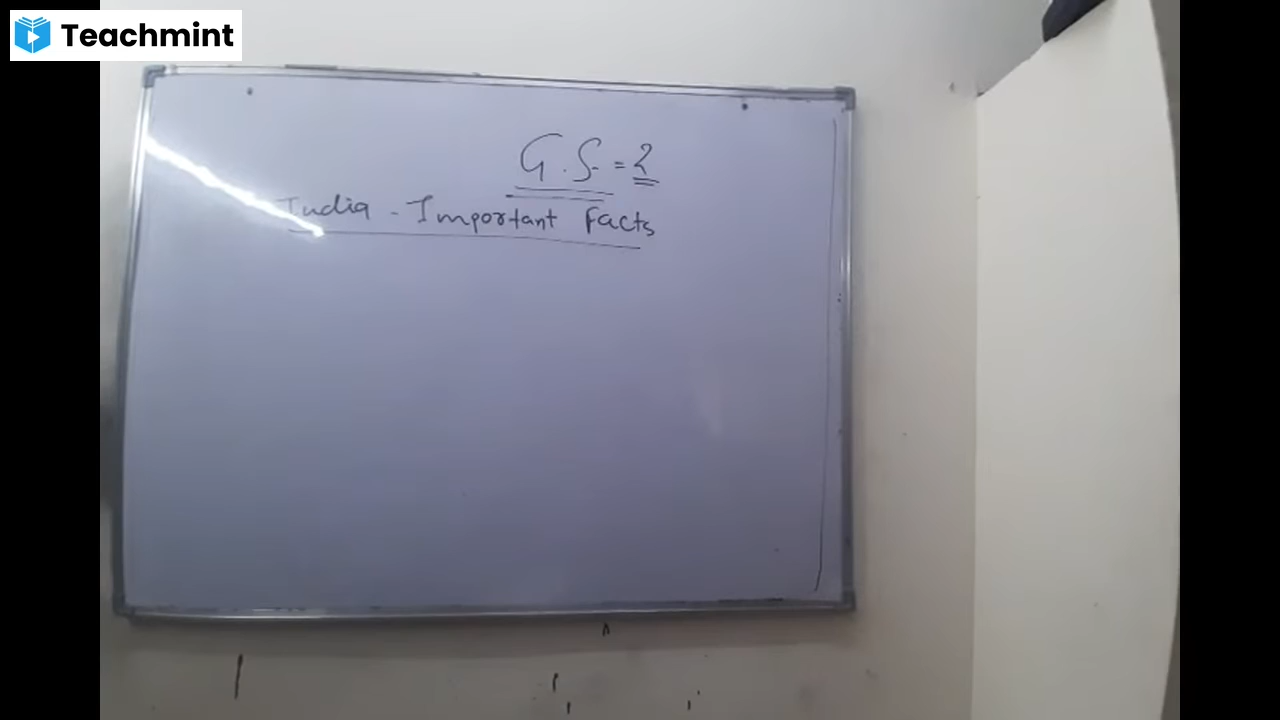 Teachmint
G.S. = 2
India - Important Facts